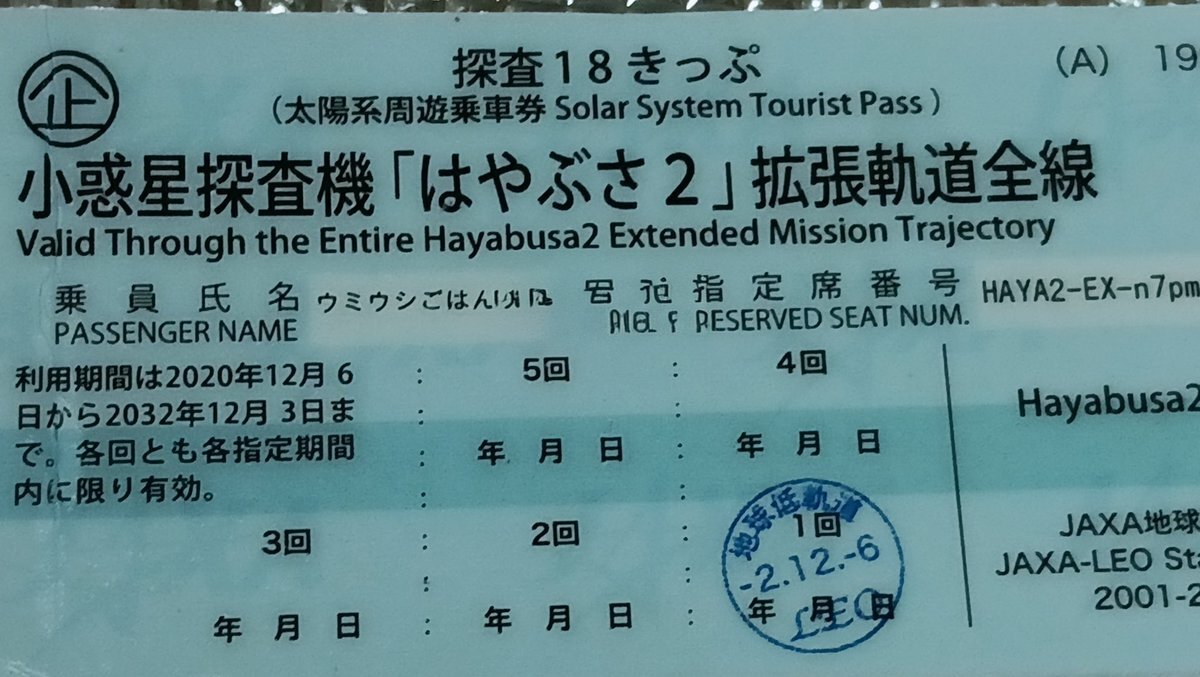 企
探査18きっぷ
(A) 19
(太陽系周遊乗車券 Solar System Tourist Pass)
小惑星探査機「はやぶさ2」拡張軌道全線
Valid Through the Entire Hayabusa2 Extended Mission Trajectory
乗員氏名 ウミウシごはん 指定席番号 HAYA2-EX-n7pm
PASSENGER NAME RESERVED SEAT NUM.
利用期間は2020年12月6
日から2032年12月3日ま
で。各回とも各指定期間
内に限り有効。
: 5回 : 4回
年 月 日 : 年 月 日
3回 : 2回 : 1回
年 月 日 : 年 月 日 : 年 月 日
地球低軌道
-2.12.-6
LEO
Hayabusa2
JAXA地球
JAXA-LEO Sta
2001-2